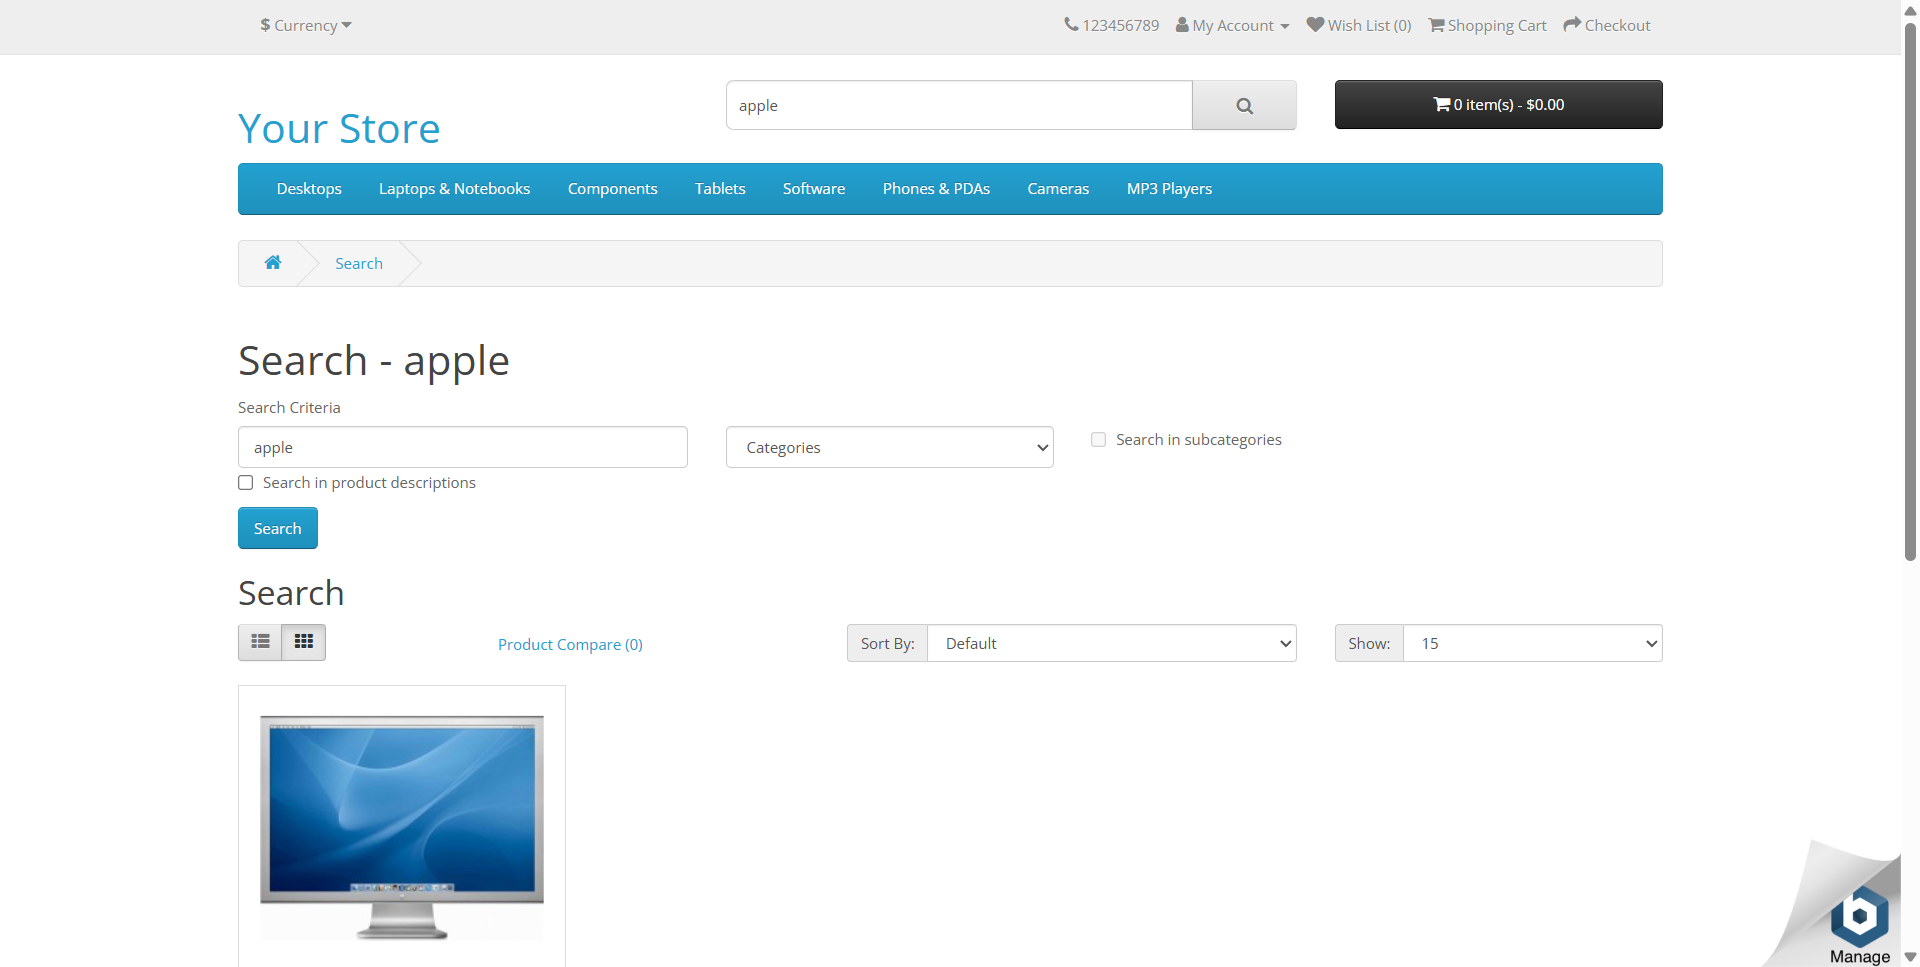 $ Currency
123456789 My Account Wish List (0) Shopping Cart Checkout
Your Store
apple
0 item(s) - $0.00
Desktops Laptops & Notebooks Components Tablets Software Phones & PDAs Cameras MP3 Players
Search
Search - apple
Search Criteria
apple
Categories
Search in subcategories
Search in product descriptions
Search
Search
Product Compare (0)
Sort By: Default
Show: 15
b
Manage